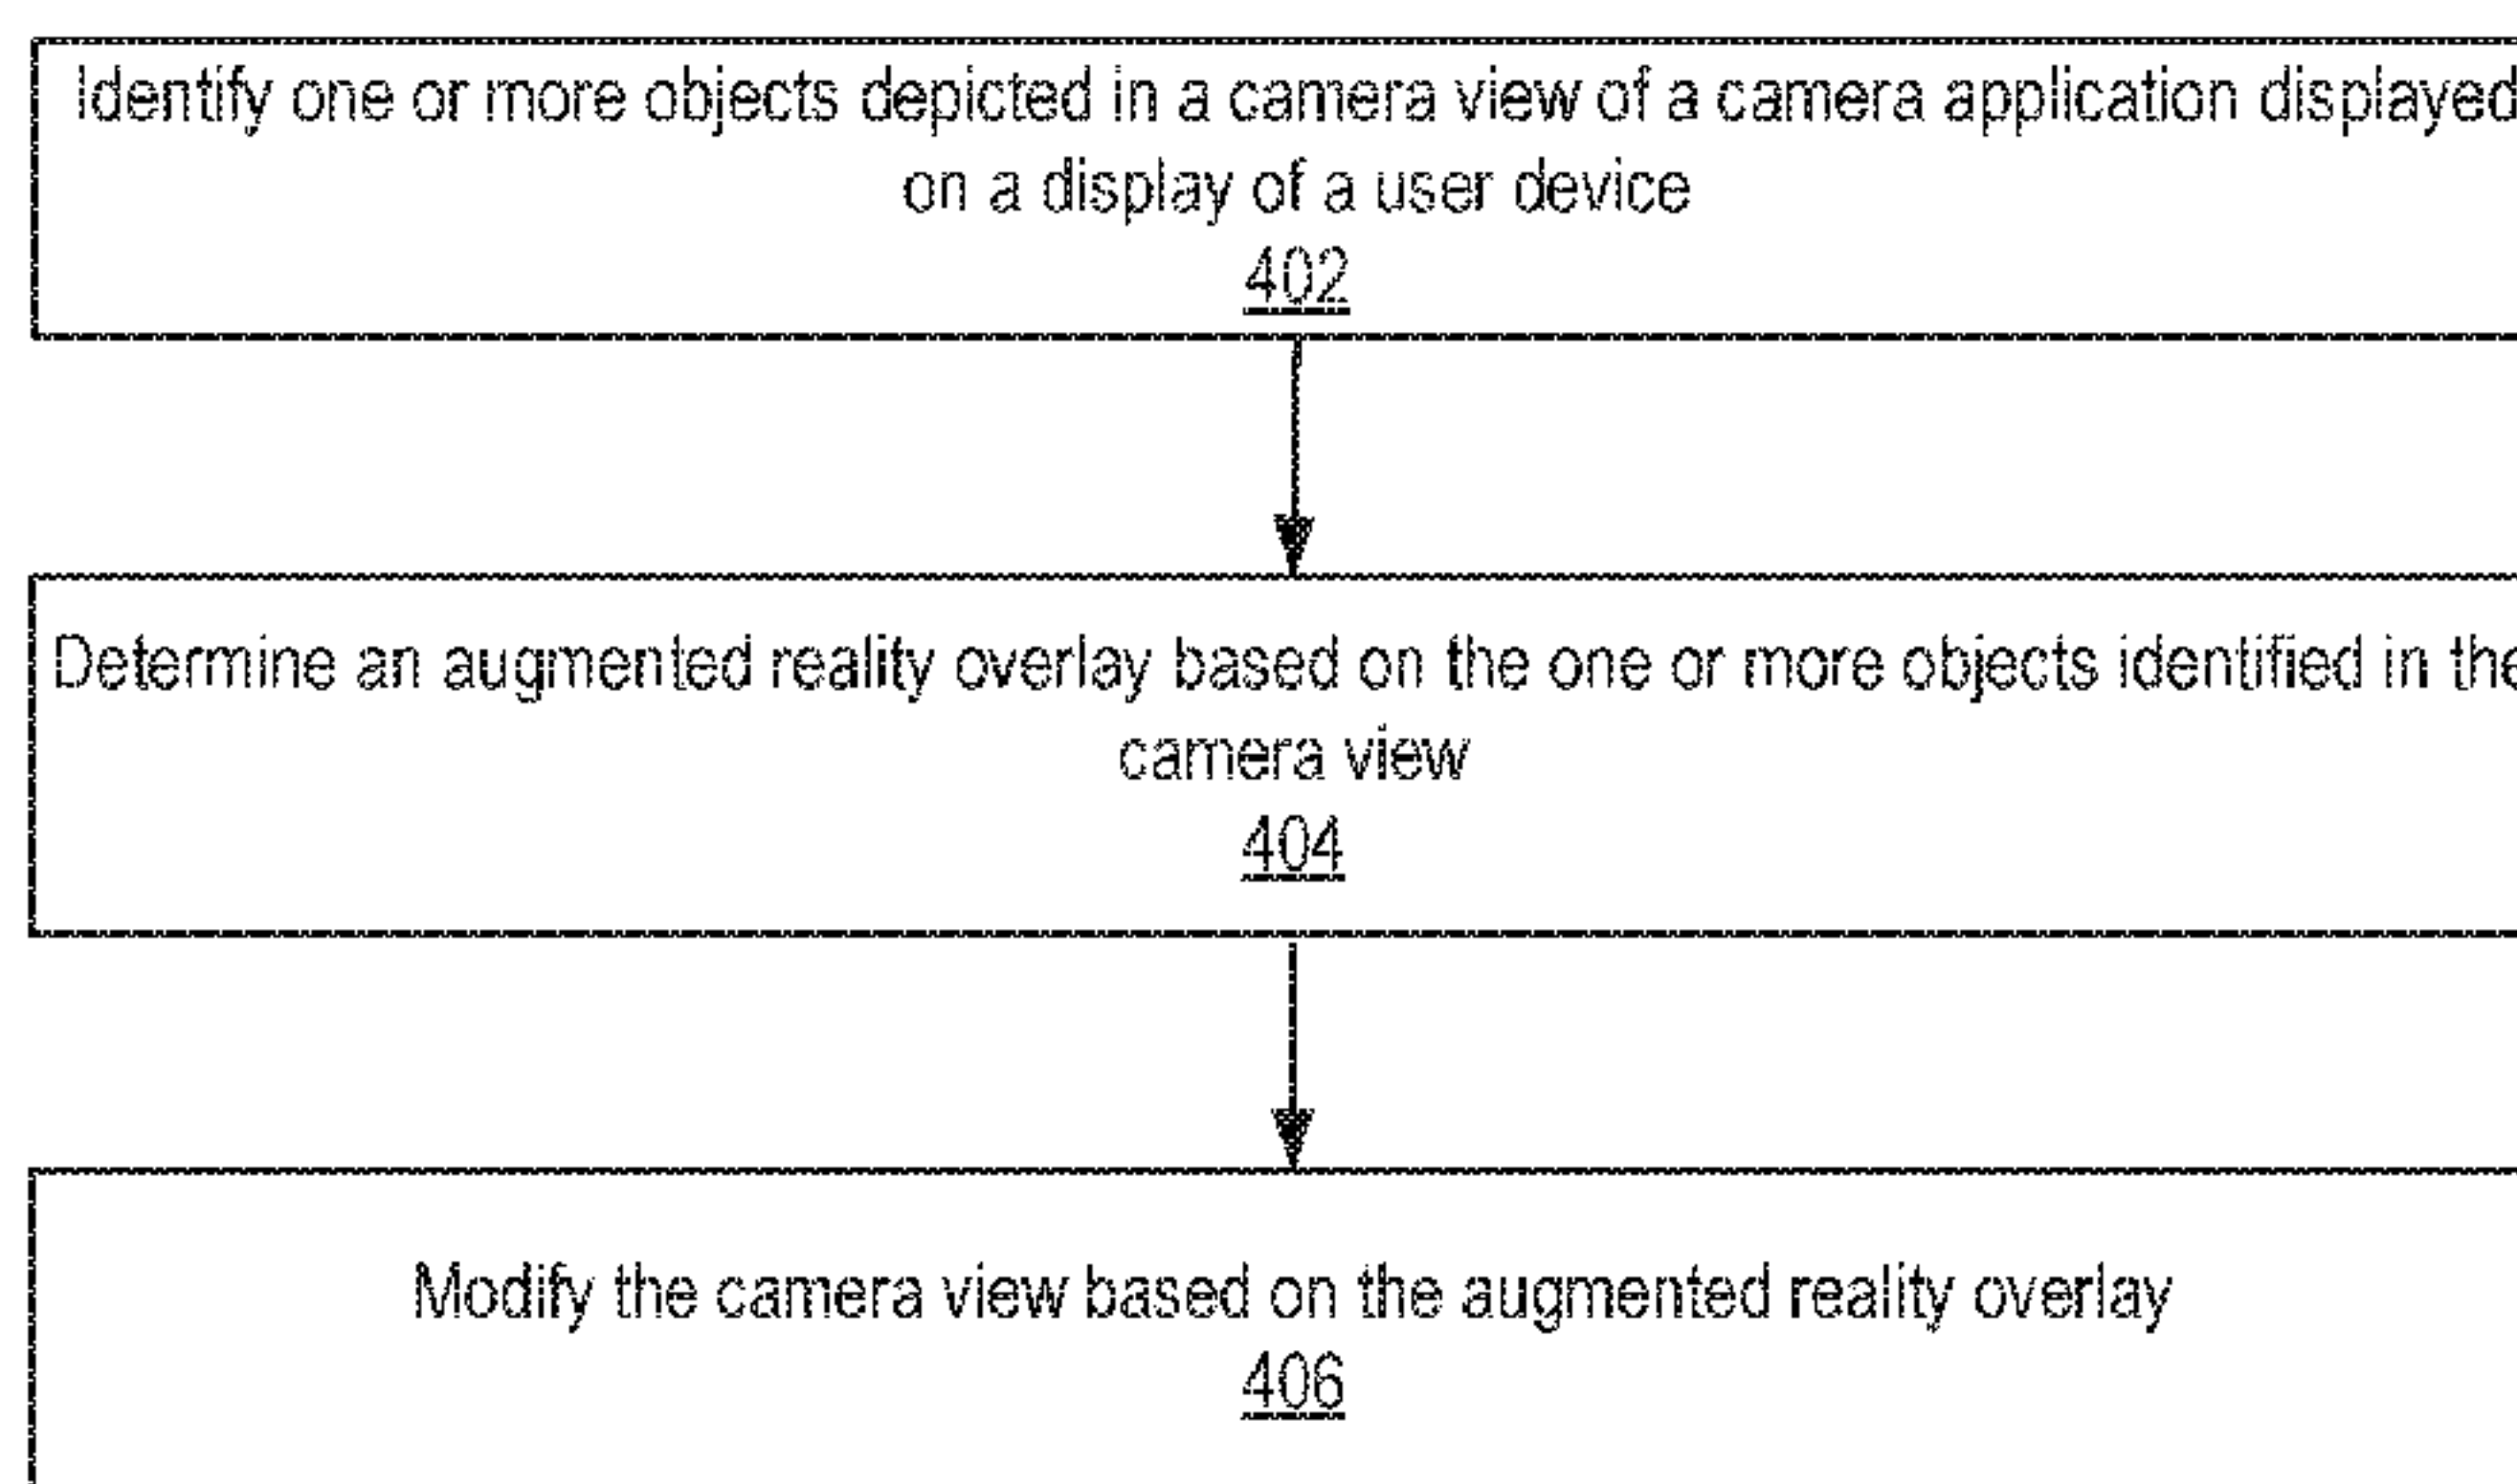 Identify one or more objects depicted in a camera view of a camera application displayed
on a display of a user device
402
Determine an augmented reality overlay based on the one or more objects identified in the
camera view
404
Modify the camera view based on the augmented reality overlay
406